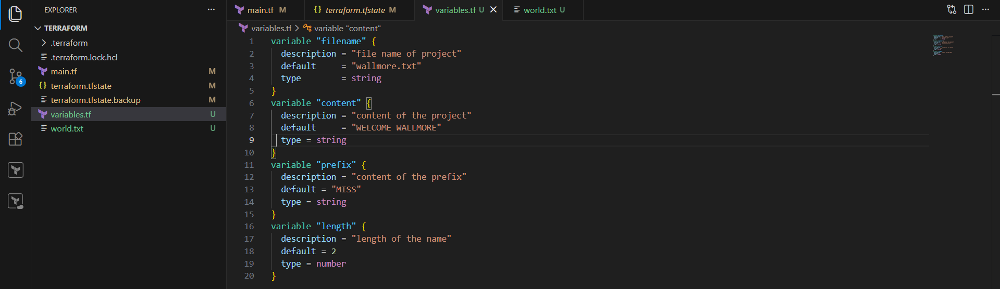 EXPLORER ...
TERRAFORM
.terraform
.terraform.lock.hcl
main.tf M
{} terraform.tfstate M
terraform.tfstate.backup M
variables.tf U
world.txt U
6
main.tf M
{} terraform.tfstate M
variables.tf U
world.txt U
variables.tf > variable "content"
1 variable "filename" {
2 description = "file name of project"
3 default = "wallmore.txt"
4 type = string
5 }
6 variable "content" {
7 description = "content of the project"
8 default = "WELCOME WALLMORE"
9 type = string
10 }
11 variable "prefix" {
12 description = "content of the prefix"
13 default = "MISS"
14 type = string
15 }
16 variable "length" {
17 description = "length of the name"
18 default = 2
19 type = number
20 }